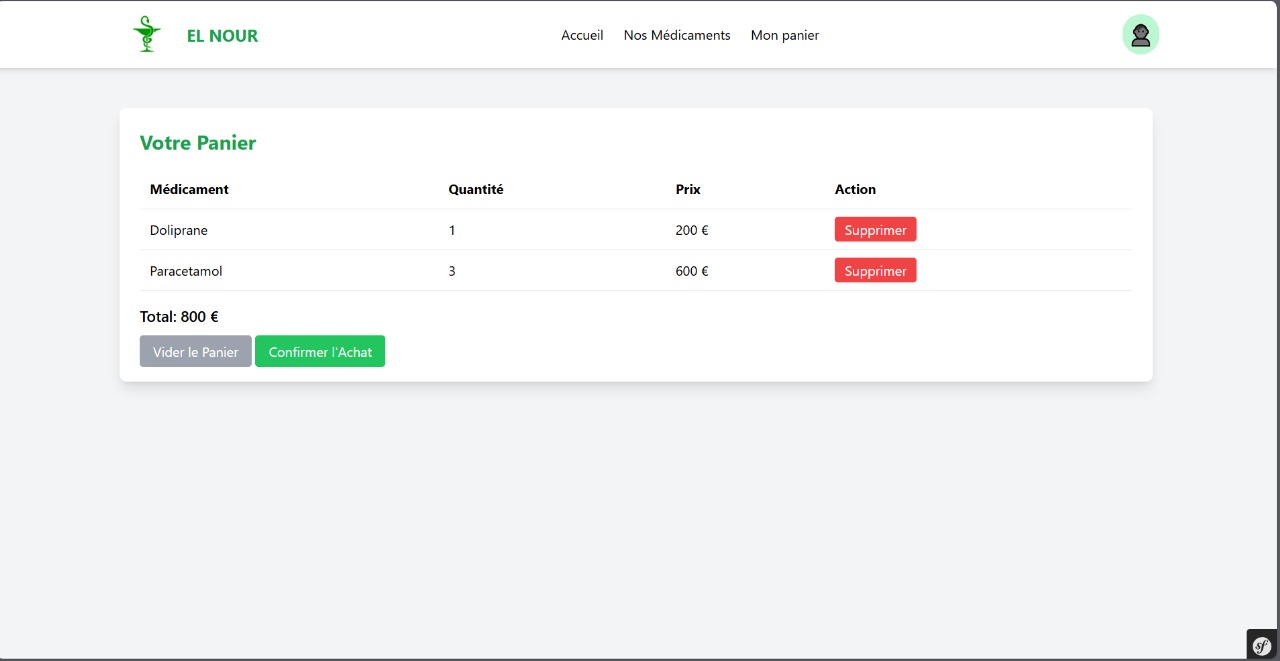 EL NOUR
Accueil Nos Médicaments Mon panier
Votre Panier
Médicament Quantité Prix Action
Doliprane 1 200 € Supprimer
Paracetamol 3 600 € Supprimer
Total: 800 €
Vider le Panier Confirmer l'Achat
sf